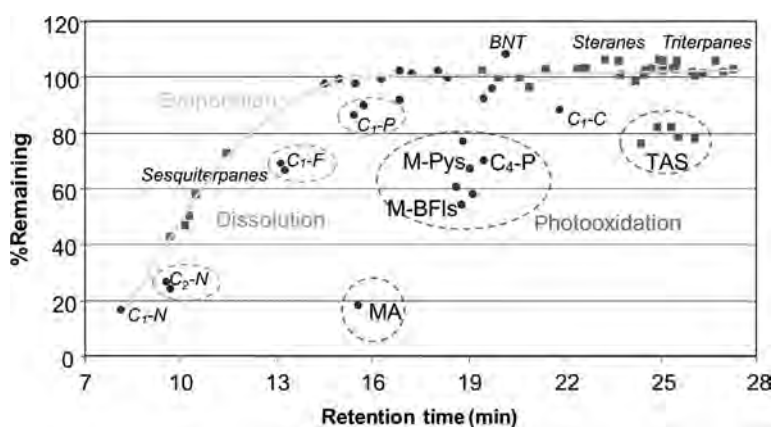 120
100
80
60
40
20
0
%Remaining
7 10 13 16 19 22 25 28
Retention time (min)
BNT
Steranes
Triterpanes
Evaporation
C₁-P
C₁-C
C₁-F
Sesquiterpanes
M-Pys
C₄-P
TAS
M-BFls
Dissolution
Photooxidation
C₂-N
C₁-N
MA